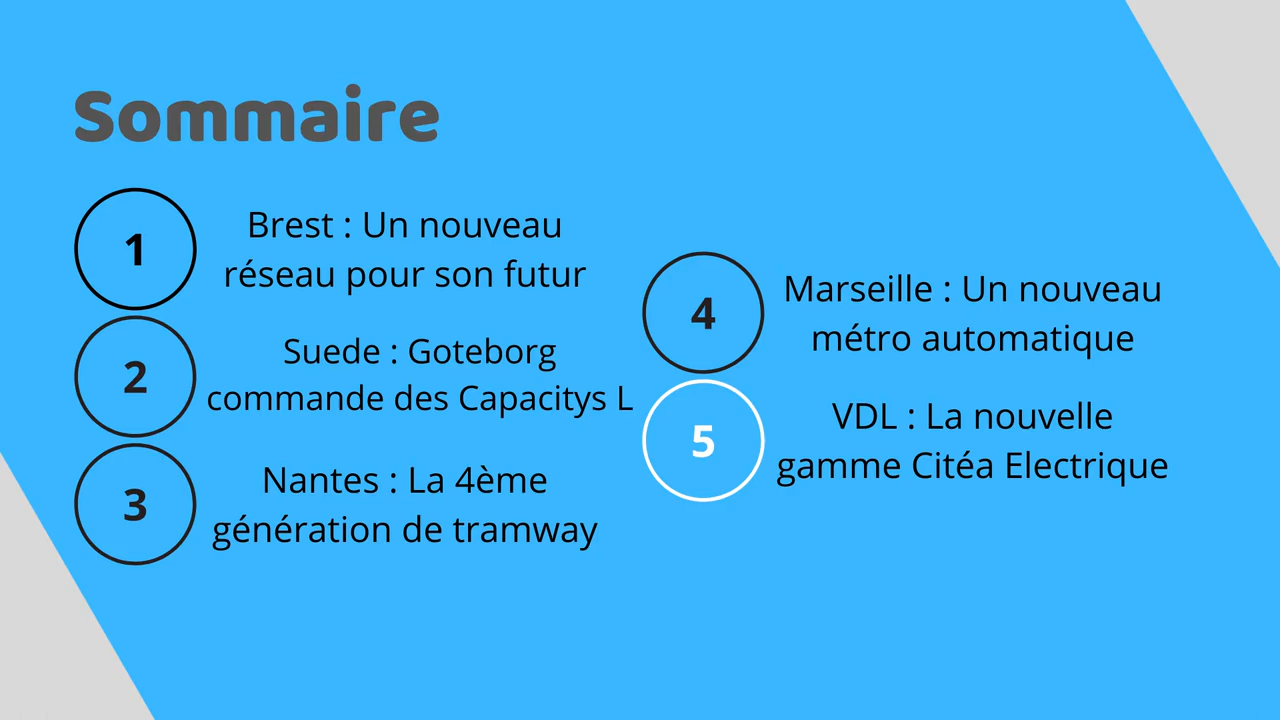 Sommaire
1
Brest : Un nouveau
réseau pour son futur
2
Suede : Goteborg
commande des Capacitys L
3
Nantes : La 4ème
génération de tramway
4
Marseille : Un nouveau
métro automatique
5
VDL : La nouvelle
gamme Citéa Electrique